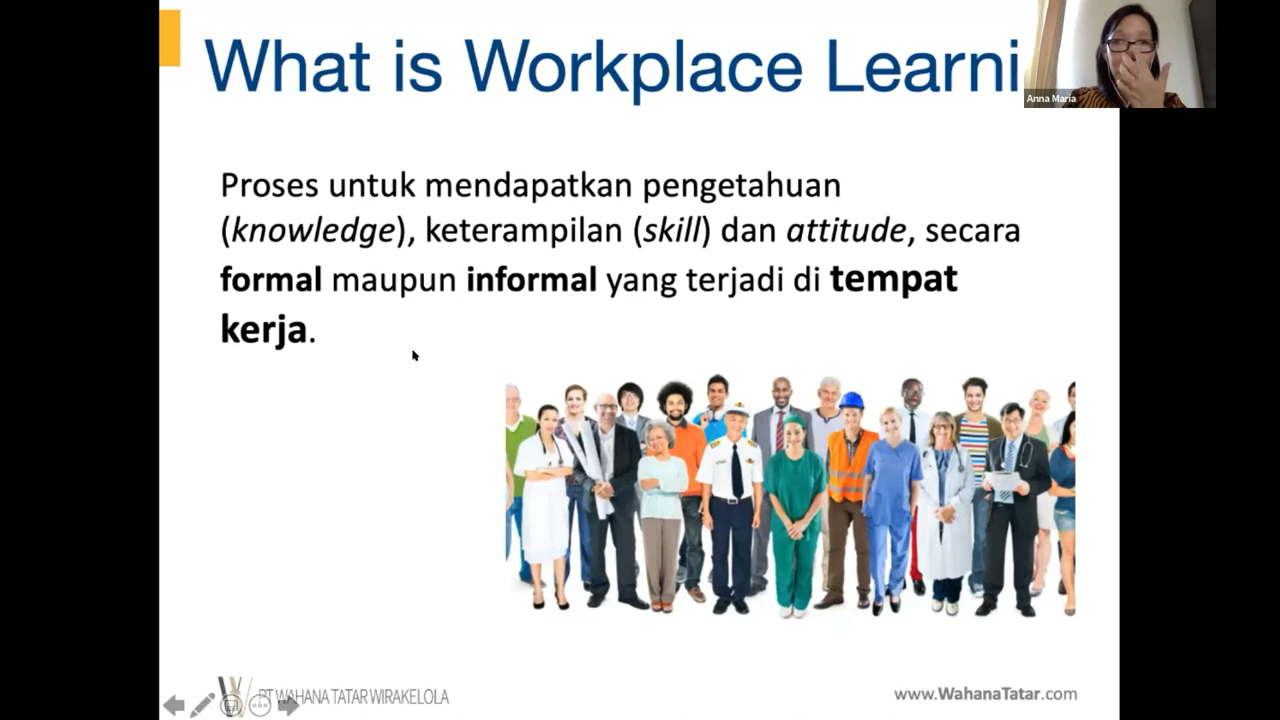 What is Workplace Learni
Anna Maria
Proses untuk mendapatkan pengetahuan
(knowledge), keterampilan (skill) dan attitude, secara
formal maupun informal yang terjadi di tempat
kerja.
PT WAHANA TATAR WIRAKELOLA
www.WahanaTatar.com